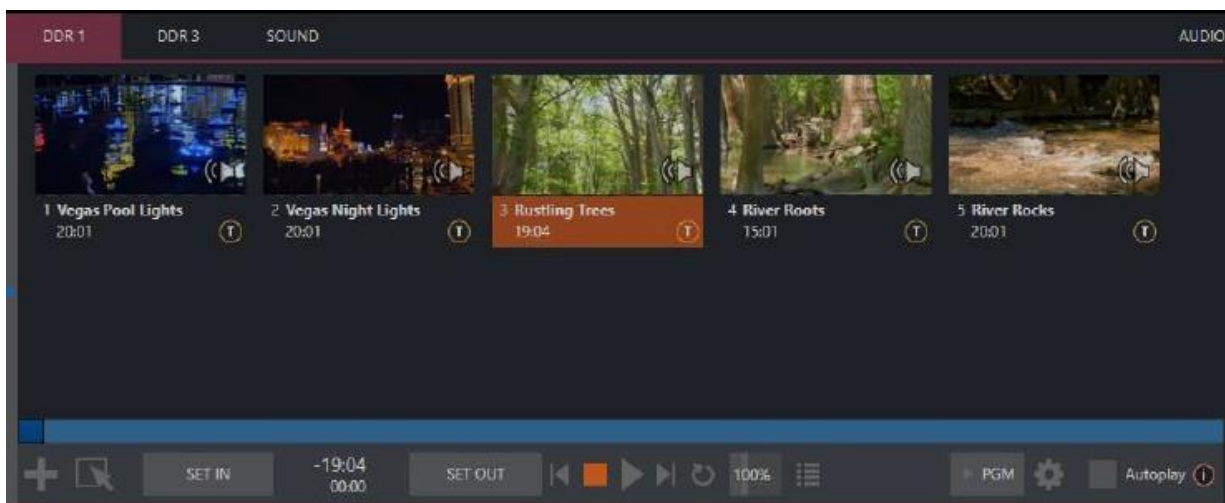 DDR 1 DDR 3 SOUND AUDIO
1 Vegas Pool Lights
20:01 T
2 Vegas Night Lights
20:01 T
3 Rustling Trees
19:04 T
4 River Roots
15:01 T
5 River Rocks
20:01 T
SET IN -19:04 SET OUT 100% PGM Autoplay
00:00